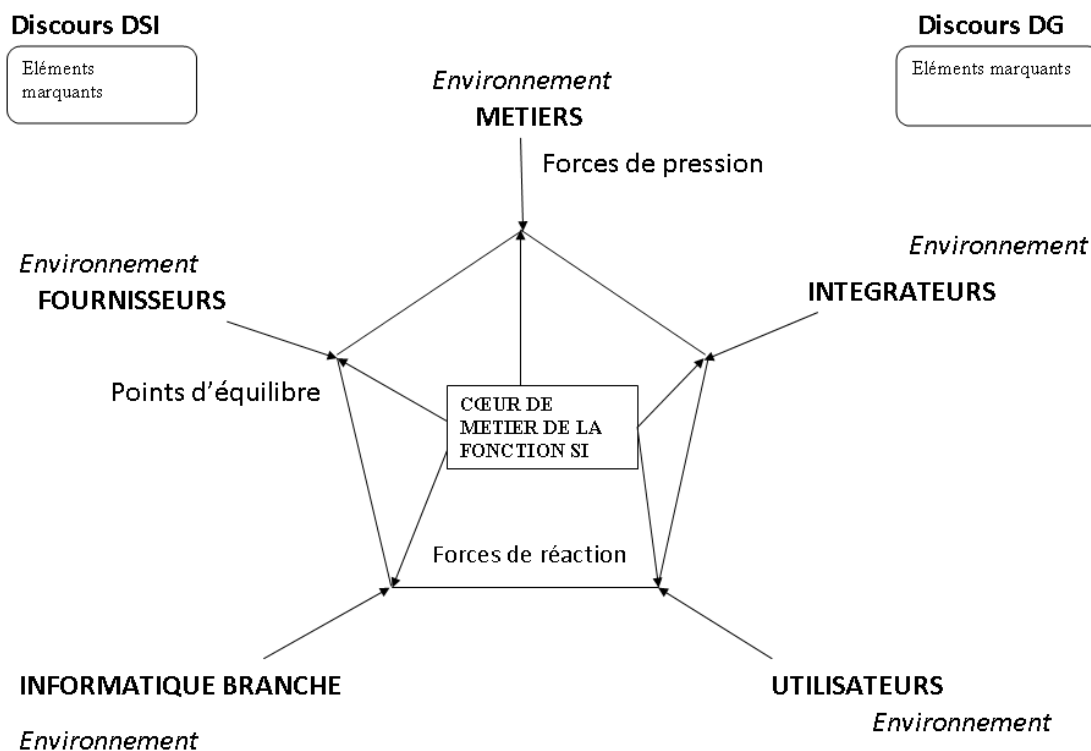 Discours DSI
Discours DG
Eléments
marquants
Eléments marquants
Environnement
METIERS
Forces de pression
Environnement
FOURNISSEURS
Environnement
INTEGRATEURS
Points d’équilibre
CŒUR DE
METIER DE LA
FONCTION SI
Forces de réaction
INFORMATIQUE BRANCHE
Environnement
UTILISATEURS
Environnement